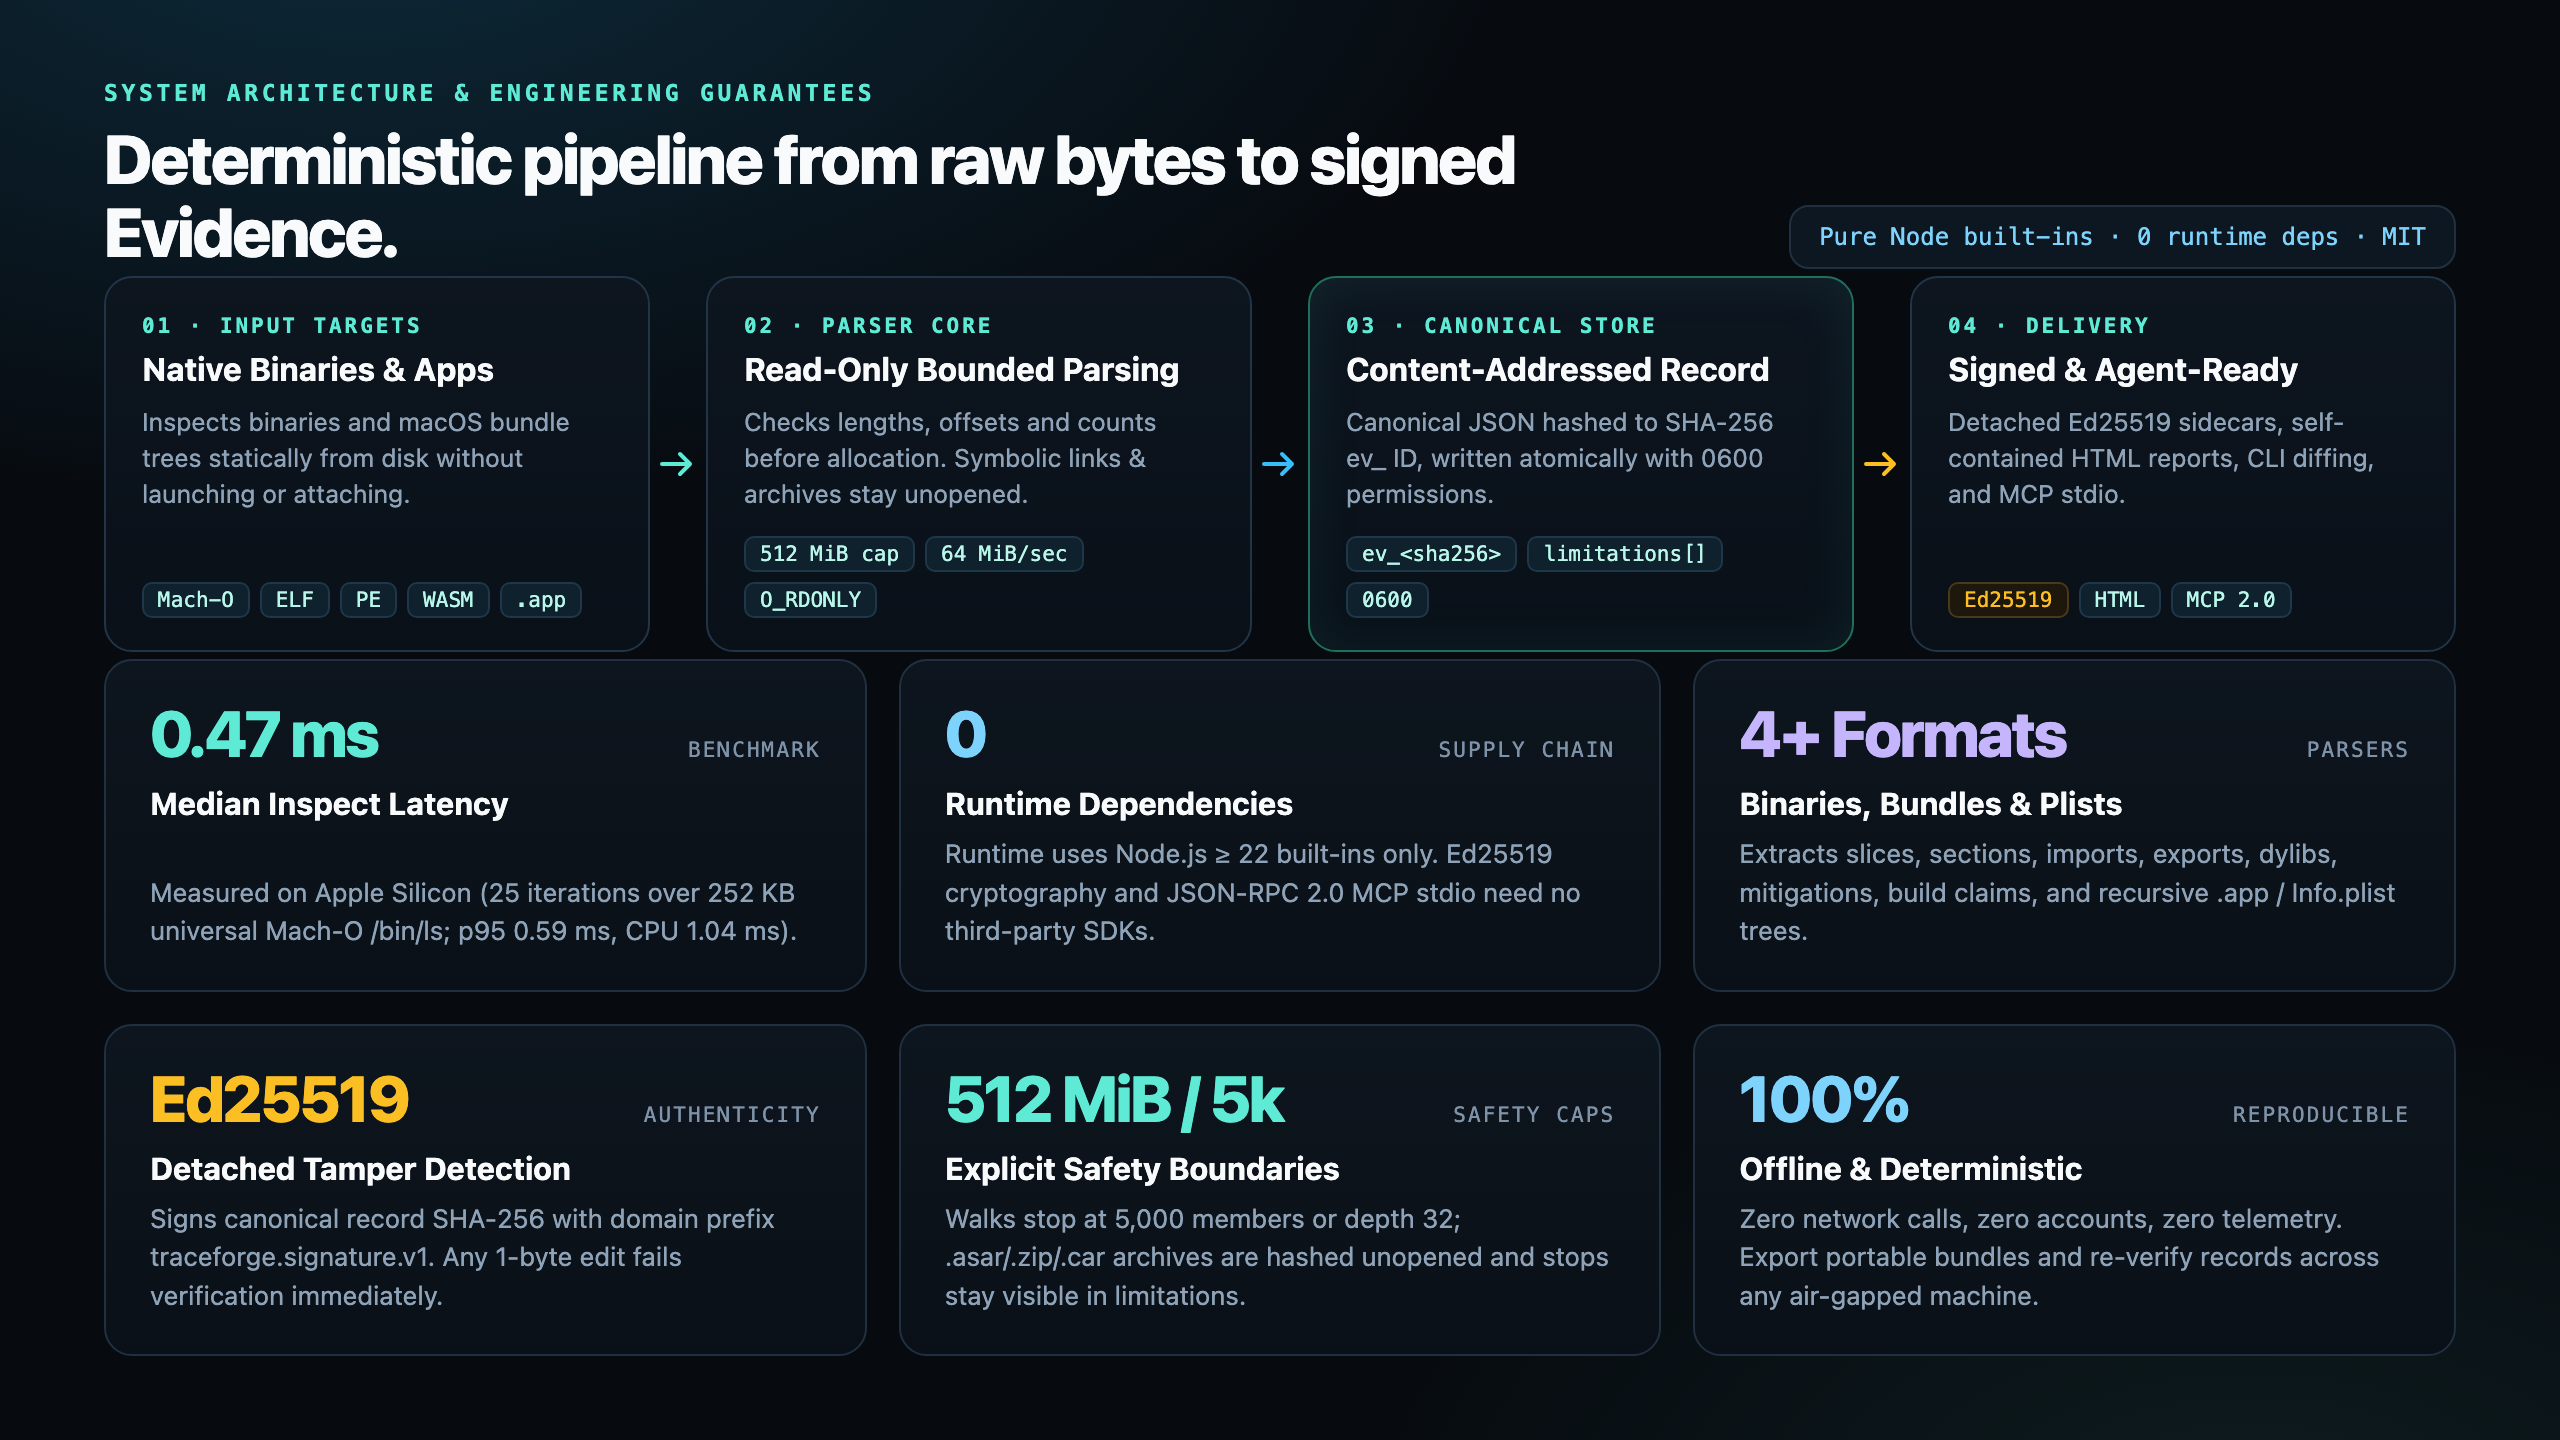 SYSTEM ARCHITECTURE & ENGINEERING GUARANTEES
Deterministic pipeline from raw bytes to signed
Evidence.
Pure Node built-ins · 0 runtime deps · MIT
01 · INPUT TARGETS
Native Binaries & Apps
Inspects binaries and macOS bundle
trees statically from disk without
launching or attaching.
Mach-O ELF PE WASM .app
→
02 · PARSER CORE
Read-Only Bounded Parsing
Checks lengths, offsets and counts
before allocation. Symbolic links &
archives stay unopened.
512 MiB cap 64 MiB/sec
O_RDONLY
→
03 · CANONICAL STORE
Content-Addressed Record
Canonical JSON hashed to SHA-256
ev_ ID, written atomically with 0600
permissions.
ev_<sha256> limitations[]
0600
→
04 · DELIVERY
Signed & Agent-Ready
Detached Ed25519 sidecars, self-
contained HTML reports, CLI diffing,
and MCP stdio.
Ed25519 HTML MCP 2.0
0.47 ms BENCHMARK
Median Inspect Latency
Measured on Apple Silicon (25 iterations over 252 KB
universal Mach-O /bin/ls; p95 0.59 ms, CPU 1.04 ms).
0 SUPPLY CHAIN
Runtime Dependencies
Runtime uses Node.js ≥ 22 built-ins only. Ed25519
cryptography and JSON-RPC 2.0 MCP stdio need no
third-party SDKs.
4+ Formats PARSERS
Binaries, Bundles & Plists
Extracts slices, sections, imports, exports, dylibs,
mitigations, build claims, and recursive .app / Info.plist
trees.
Ed25519 AUTHENTICITY
Detached Tamper Detection
Signs canonical record SHA-256 with domain prefix
traceforge.signature.v1. Any 1-byte edit fails
verification immediately.
512 MiB / 5k SAFETY CAPS
Explicit Safety Boundaries
Walks stop at 5,000 members or depth 32;
.asar/.zip/.car archives are hashed unopened and stops
stay visible in limitations.
100% REPRODUCIBLE
Offline & Deterministic
Zero network calls, zero accounts, zero telemetry.
Export portable bundles and re-verify records across
any air-gapped machine.